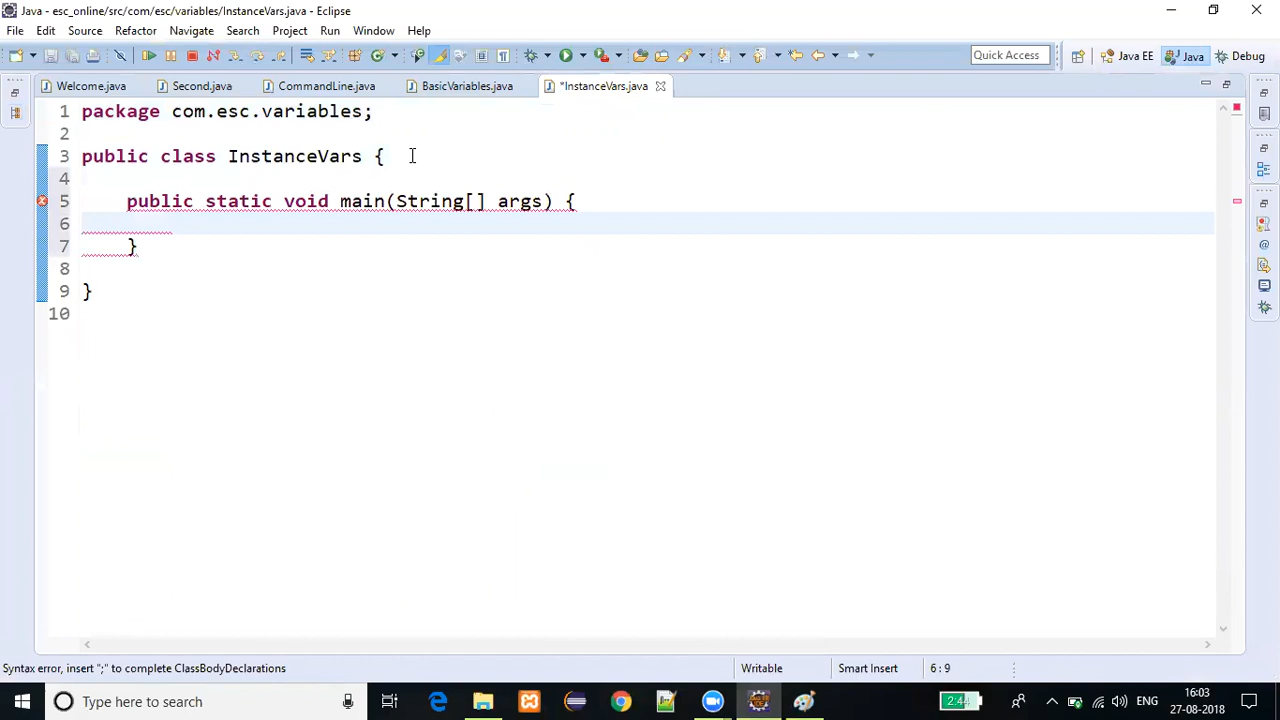 Java - esc_online/src/com/esc/variables/InstanceVars.java - Eclipse
File Edit Source Refactor Navigate Search Project Run Window Help
Quick Access Java EE Java Debug
Welcome.java Second.java CommandLine.java BasicVariables.java *InstanceVars.java
1 package com.esc.variables;
2
3 public class InstanceVars {
4
5 public static void main(String[] args) {
6
7 }
8
9 }
10
Syntax error, insert ";" to complete ClassBodyDeclarations Writable Smart Insert 6 : 9
Type here to search 2:44 ENG 16:03
27-08-2018